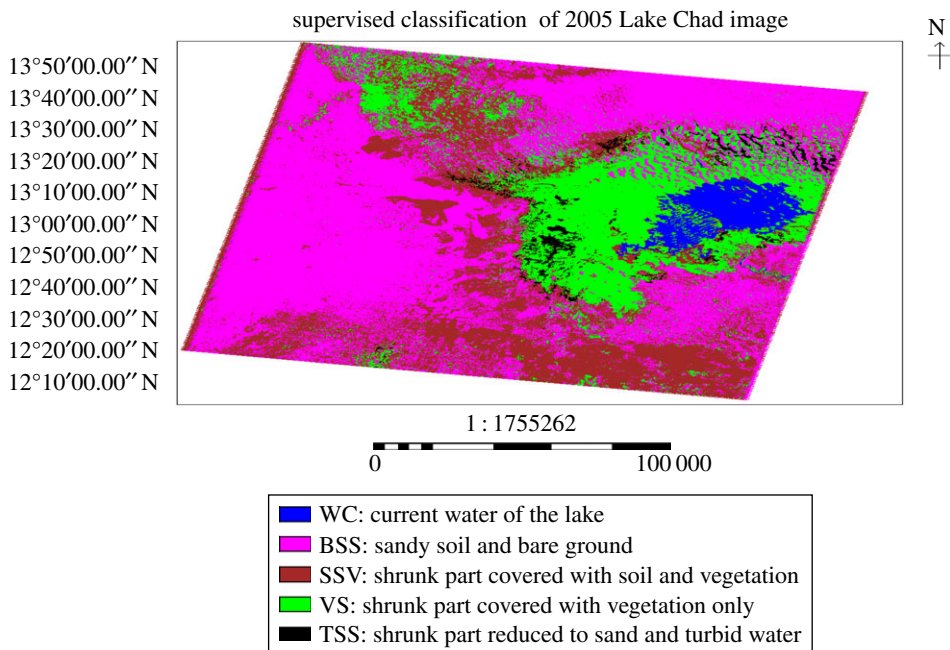 supervised classification of 2005 Lake Chad image
N
13°50′00.00″ N
13°40′00.00″ N
13°30′00.00″ N
13°20′00.00″ N
13°10′00.00″ N
13°00′00.00″ N
12°50′00.00″ N
12°40′00.00″ N
12°30′00.00″ N
12°20′00.00″ N
12°10′00.00″ N
1 : 1755262
0 100 000
WC: current water of the lake
BSS: sandy soil and bare ground
SSV: shrunk part covered with soil and vegetation
VS: shrunk part covered with vegetation only
TSS: shrunk part reduced to sand and turbid water